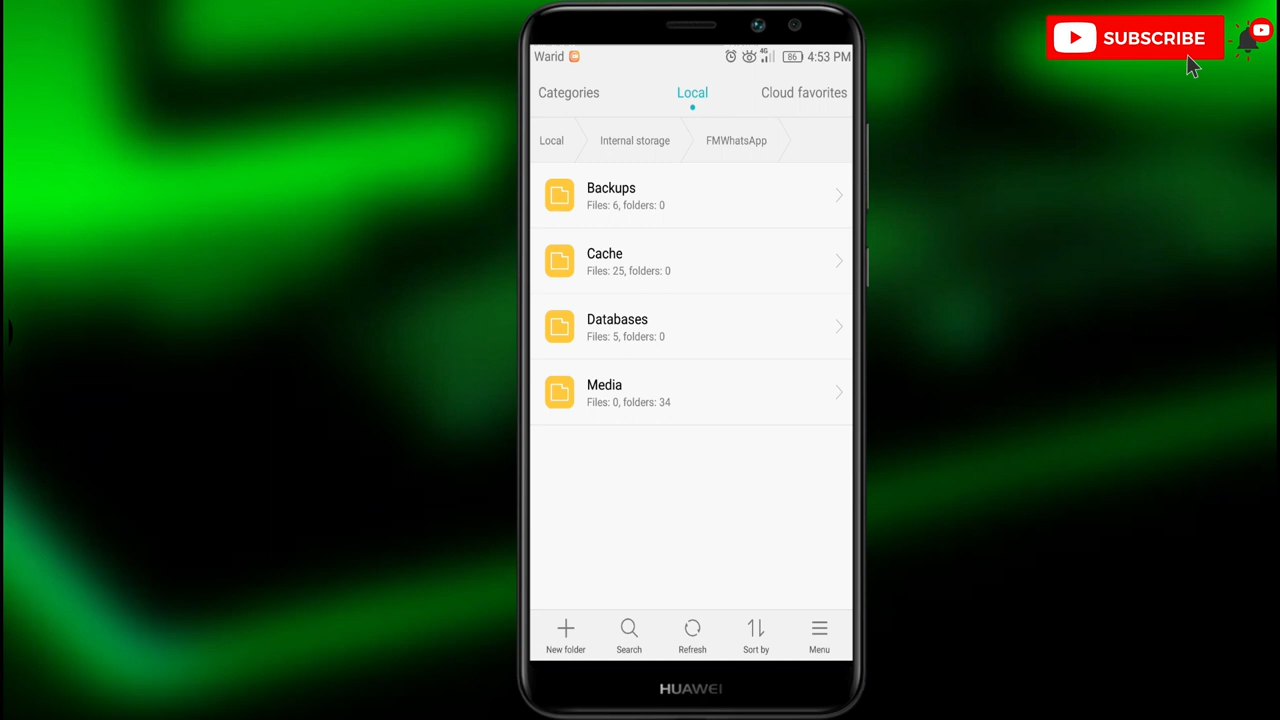 SUBSCRIBE
Warid 4G 86 4:53 PM
Categories Local Cloud favorites
Local Internal storage FMWhatsApp
Backups
Files: 6, folders: 0
Cache
Files: 25, folders: 0
Databases
Files: 5, folders: 0
Media
Files: 0, folders: 34
New folder Search Refresh Sort by Menu
HUAWEI